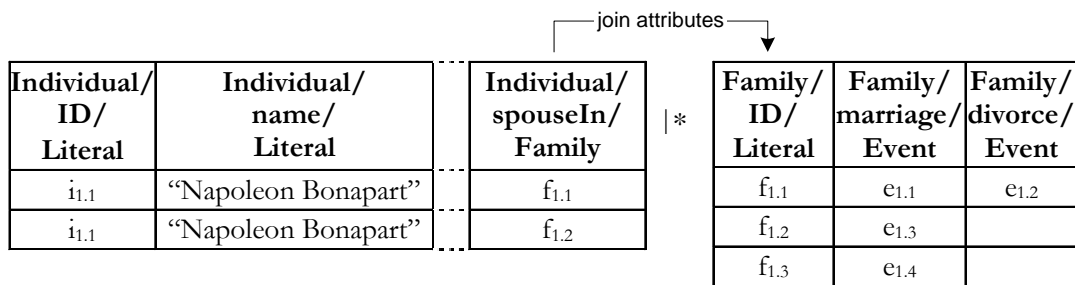 join attributes
Individual/ Individual/ Individual/ Family/ Family/ Family/
ID/ name/ spouseIn/ |* ID/ marriage/ divorce/
Literal Literal Family Literal Event Event
i1.1 “Napoleon Bonapart” f1.1 f1.1 e1.1 e1.2
i1.1 “Napoleon Bonapart” f1.2 f1.2 e1.3
f1.3 e1.4